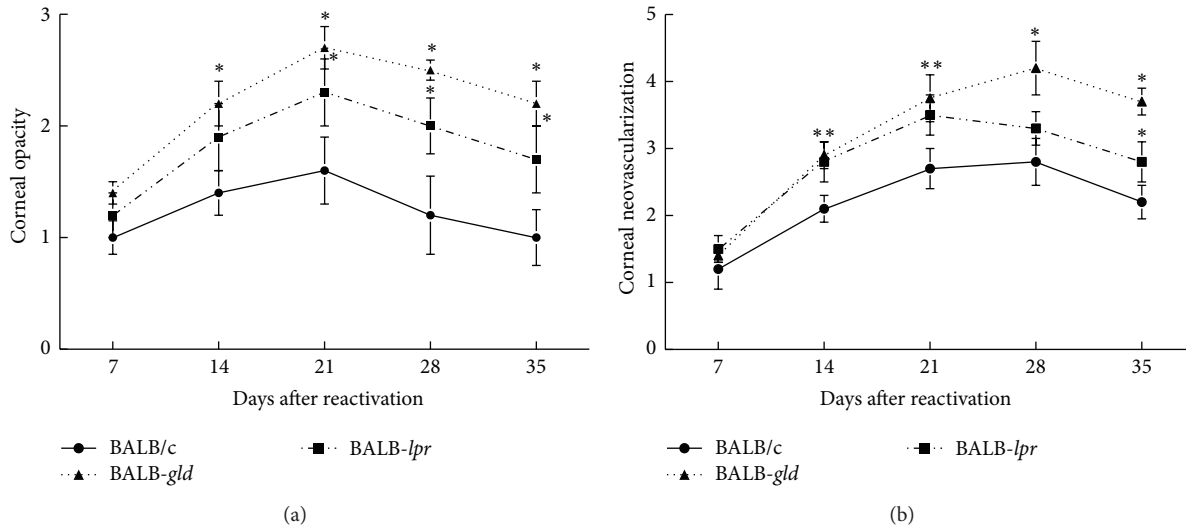 3
2
1
0
Corneal opacity
*
*
*
*
*
*
*
7 14 21 28 35
Days after reactivation
BALB/c
BALB-gld
BALB-lpr
(a)
5
4
3
2
1
0
Corneal neovascularization
**
**
*
*
*
7 14 21 28 35
Days after reactivation
BALB/c
BALB-gld
BALB-lpr
(b)